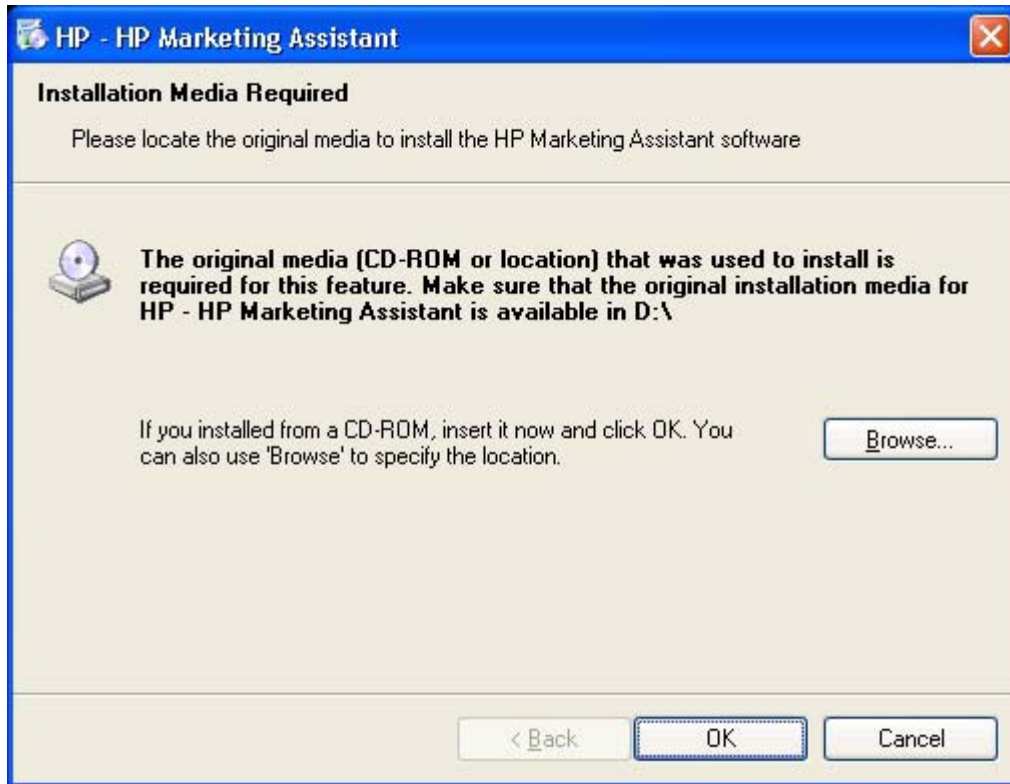 HP - HP Marketing Assistant
Installation Media Required
Please locate the original media to install the HP Marketing Assistant software
The original media (CD-ROM or location) that was used to install is
required for this feature. Make sure that the original installation media for
HP - HP Marketing Assistant is available in D:\
If you installed from a CD-ROM, insert it now and click OK. You
can also use 'Browse' to specify the location.
Browse...
< Back
OK
Cancel